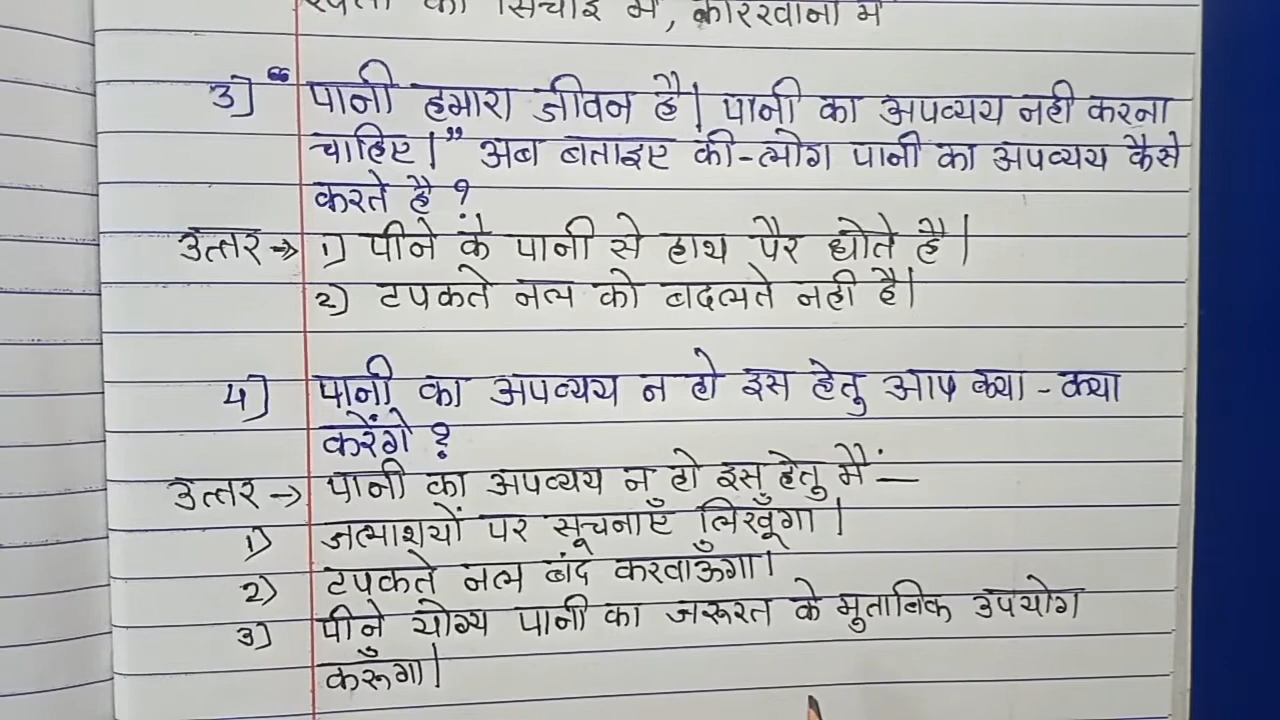 का सिंचाई में, कारखानों में
3] “ पानी हमारा जीवन है। पानी का अपव्यय नही करना
चाहिए।” अब बताइए की-लोग पानी का अपव्यय कैसे
करते है ?
उत्तर → 1) पीने के पानी से हाथ पैर धोते है।
2) टपकते नल को बदलते नही है।
4] पानी का अपव्यय न हो इस हेतु आप क्या - क्या
करेंगे ?
उत्तर → पानी का अपव्यय न हो इस हेतु मैं —
1) जलाशयों पर सूचनाएँ लिखूँगा।
2) टपकते नल बंद करवाऊँगा।
3] पीने योग्य पानी का जरूरत के मुताबिक उपयोग
करूँगा।